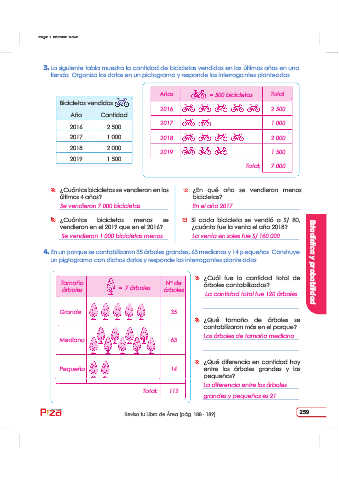 3. La siguiente tabla muestra la cantidad de bicicletas vendidas en los últimos años en una
tienda. Organiza los datos en un pictograma y responde las interrogantes planteadas.
Bicicletas vendidas
Año Cantidad
2016 2 500
2017 1 000
2018 2 000
2019 1 500
Años = 500 bicicletas Total
2016 2 500
2017 1 000
2018 2 000
2019 1 500
Total: 7 000
¿Cuántas bicicletas se vendieron en los
últimos 4 años?
Se vendieron 7 000 bicicletas
¿Cuántas bicicletas menos se
vendieron en el 2019 que en el 2016?
Se vendieron 1 000 bicicletas menos
¿En qué año se vendieron menos
bicicletas?
En el año 2017
Si cada bicicleta se vendió a S/ 80,
¿cuánto fue la venta el año 2018?
La venta en soles fue S/ 160 000
4. En un parque se contabilizaron 35 árboles grandes, 63 medianos y 14 pequeños. Construye
un pictograma con dichos datos y responde las interrogantes planteadas.
Tamaño
árboles
= 7 árboles
Nº de
árboles
Grande 35
Mediano 63
Pequeño 14
Total: 112
¿Cuál fue la cantidad total de
árboles contabilizados?
La cantidad total fue 120 árboles
¿Qué tamaño de árboles se
contabilizaron más en el parque?
Los árboles de tamaño mediano
¿Qué diferencia en cantidad hay
entre los árboles grandes y los
pequeños?
La diferencia entre los árboles
grandes y pequeños es 21
Estadística y probabilidad
Revisa tu Libro de Área (pág. 188 - 189)
259